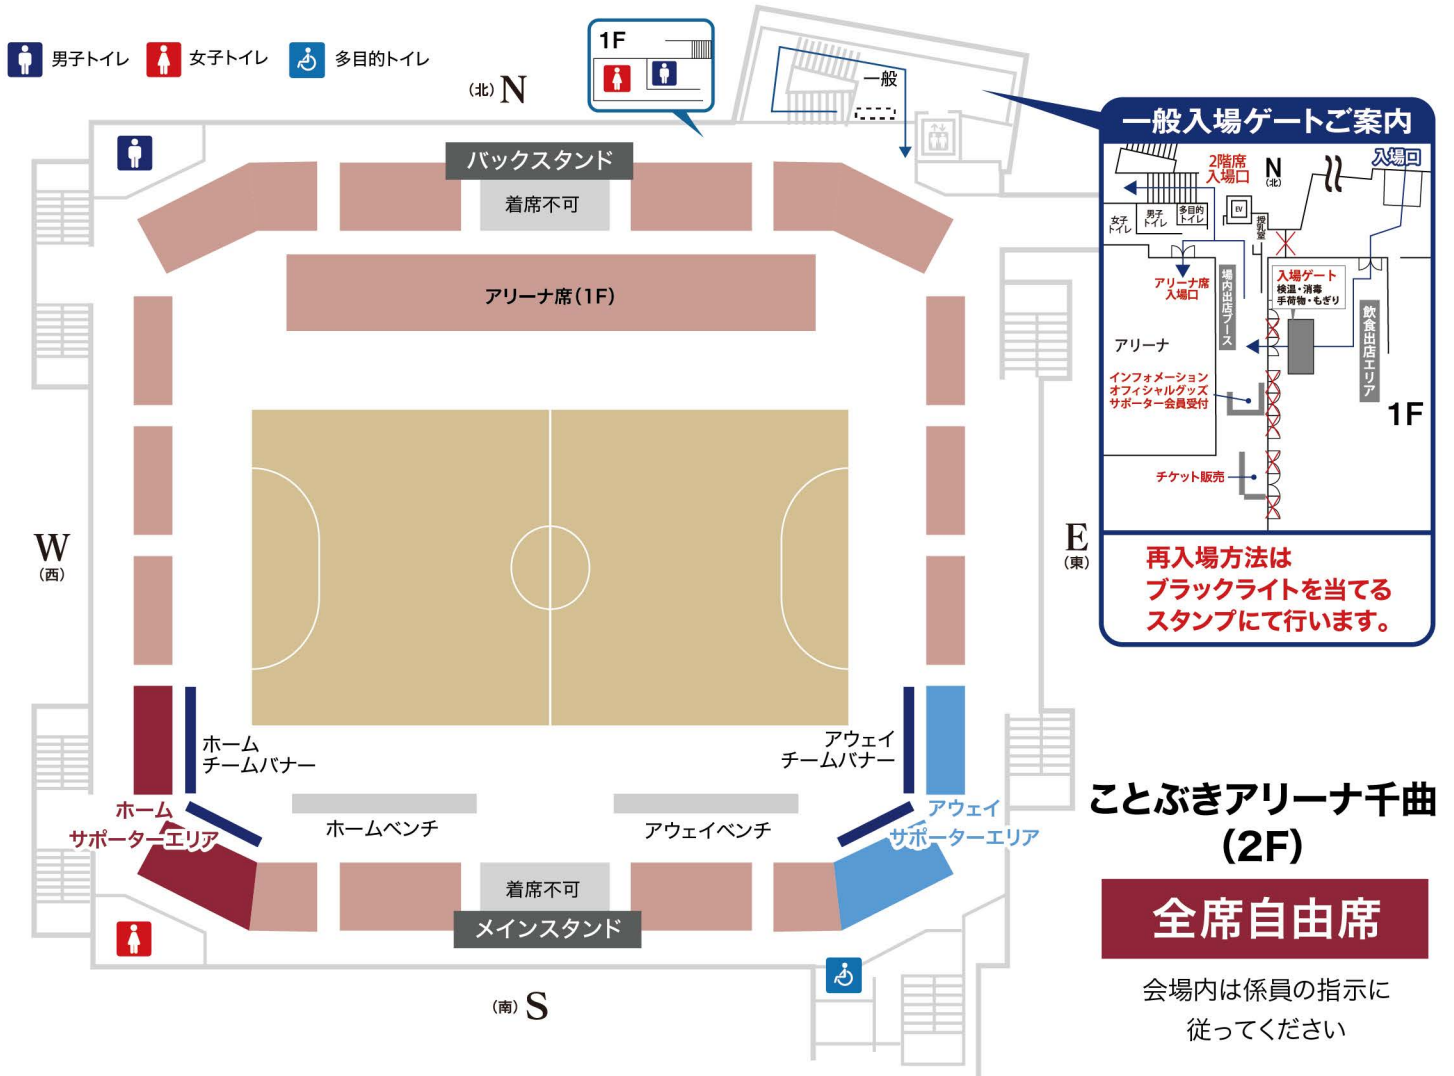 男子トイレ
女子トイレ
多目的トイレ
(北) N
1F
一般
バックスタンド
着席不可
アリーナ席(1F)
W
(西)
E
(東)
ホーム
チームバナー
アウェイ
チームバナー
ホーム
サポーターエリア
アウェイ
サポーターエリア
ホームベンチ
アウェイベンチ
着席不可
メインスタンド
(南) S
一般入場ゲートご案内
2階席
入場口
N
(北)
入場口
女子
トイレ
男子
トイレ
多目的
トイレ
EV
授乳室
アリーナ席
入場口
場内出店ブース
入場ゲート
検温・消毒
手荷物・もぎり
飲食出店エリア
アリーナ
インフォメーション
オフィシャルグッズ
サポーター会員受付
1F
チケット販売
再入場方法は
ブラックライトを当てる
スタンプにて行います。
ことぶきアリーナ千曲
(2F)
全席自由席
会場内は係員の指示に
従ってください